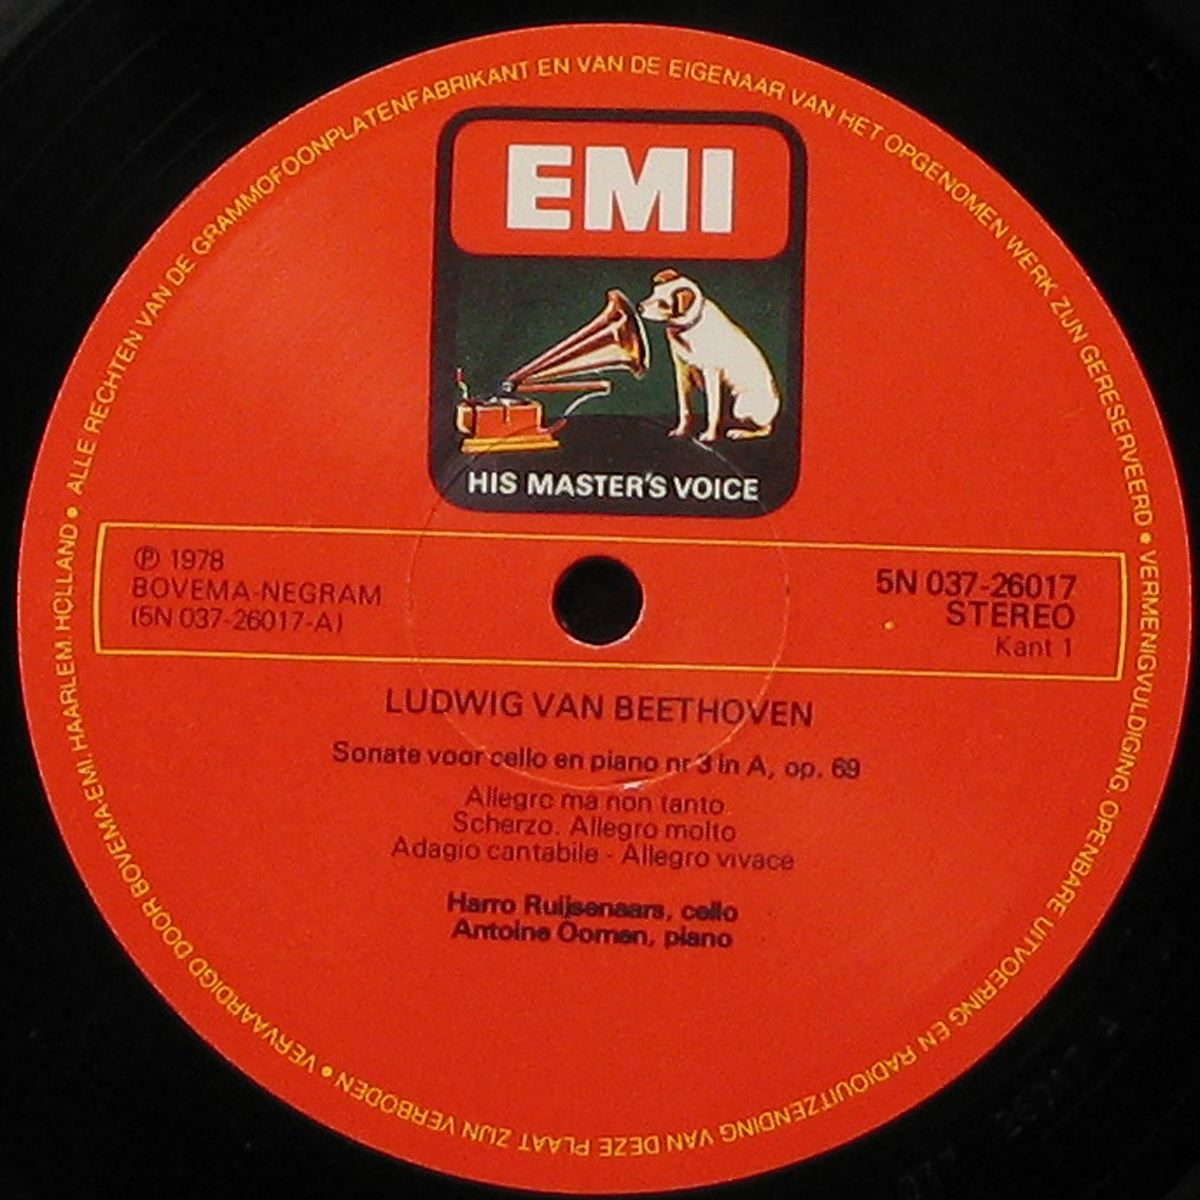 ALLE RECHTEN VAN DE GRAMMOFOONPLATENFABRIKANT EN VAN DE EIGENAAR VAN HET OPGENOMEN WERK ZIJN GERESERVEERD • VERMENIGVULDIGING, OPENBARE UITVOERING EN RADIOUITZENDING VAN DEZE PLAAT ZIJN VERBODEN • VERVAARDIGD DOOR BOVEMA-EMI, HAARLEM, HOLLAND •
EMI
HIS MASTER'S VOICE
℗ 1978
BOVEMA-NEGRAM
(5N 037-26017-A)
5N 037-26017
STEREO
Kant 1
LUDWIG VAN BEETHOVEN
Sonate voor cello en piano nr 3 in A, op. 69
Allegro ma non tanto
Scherzo. Allegro molto
Adagio cantabile - Allegro vivace
Harro Ruijsenaars, cello
Antoine Oomen, piano